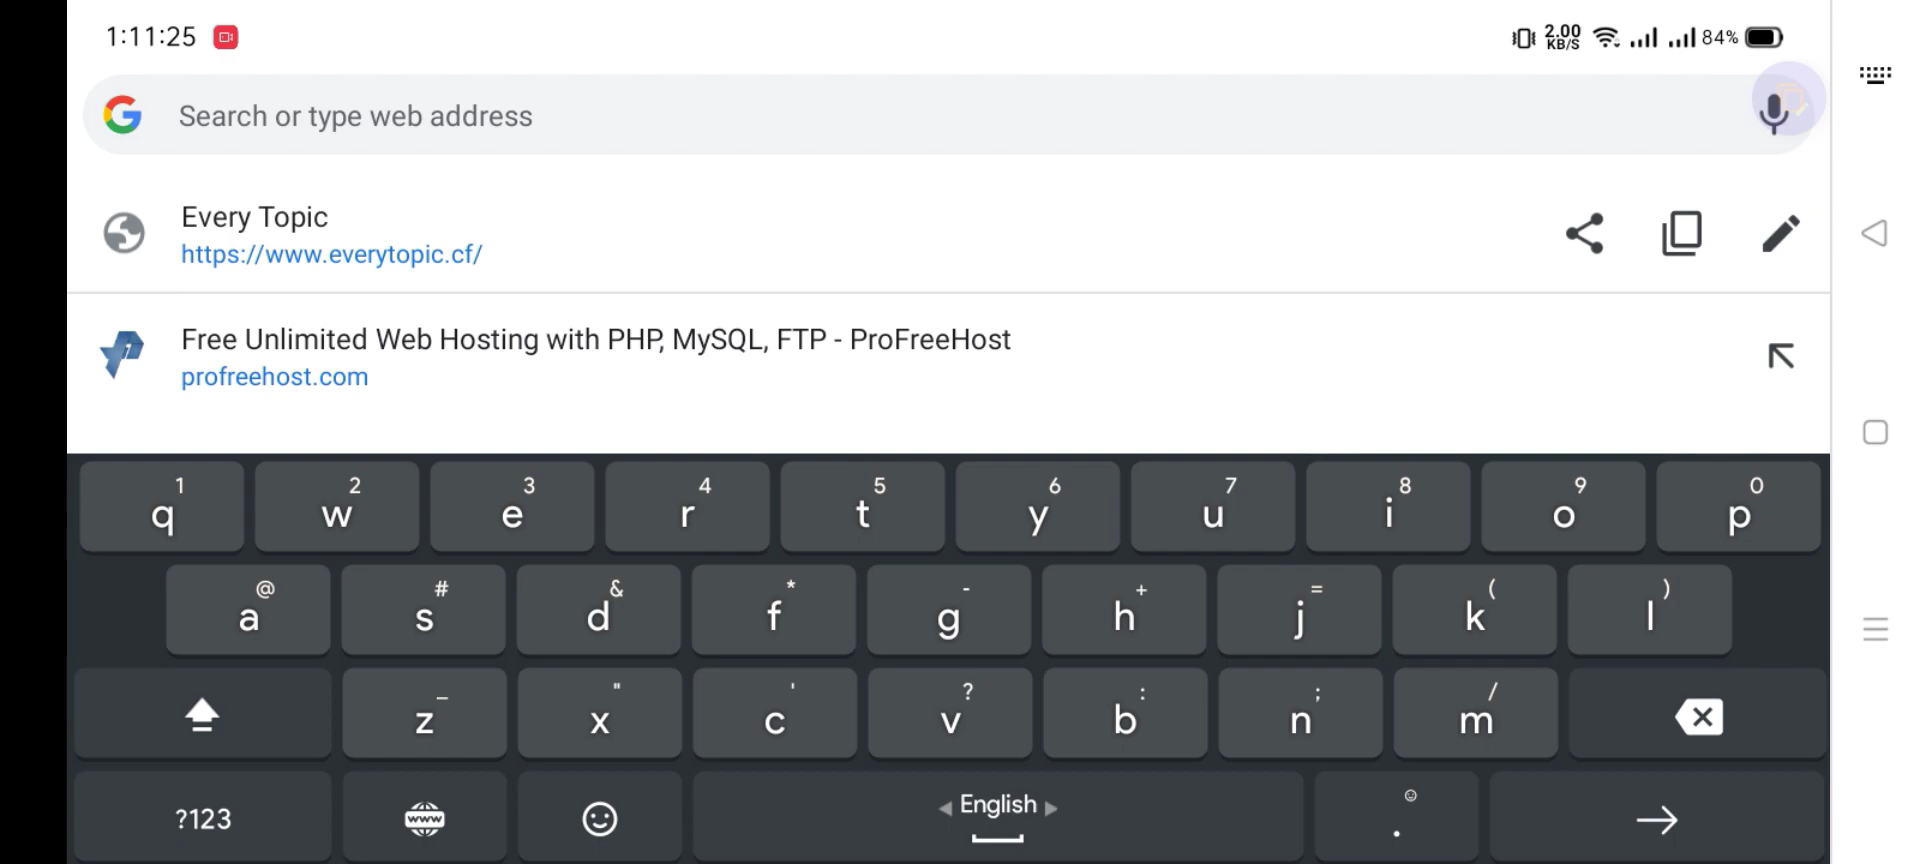 1:11:25 2.00 KB/S 84%
Search or type web address
Every Topic
https://www.everytopic.cf/
Free Unlimited Web Hosting with PHP, MySQL, FTP - ProFreeHost
profreehost.com
1 2 3 4 5 6 7 8 9 0
q w e r t y u i o p
@ # & * - + = ( )
a s d f g h j k l
_ " ' ? : ; /
z x c v b n m
?123 www English .